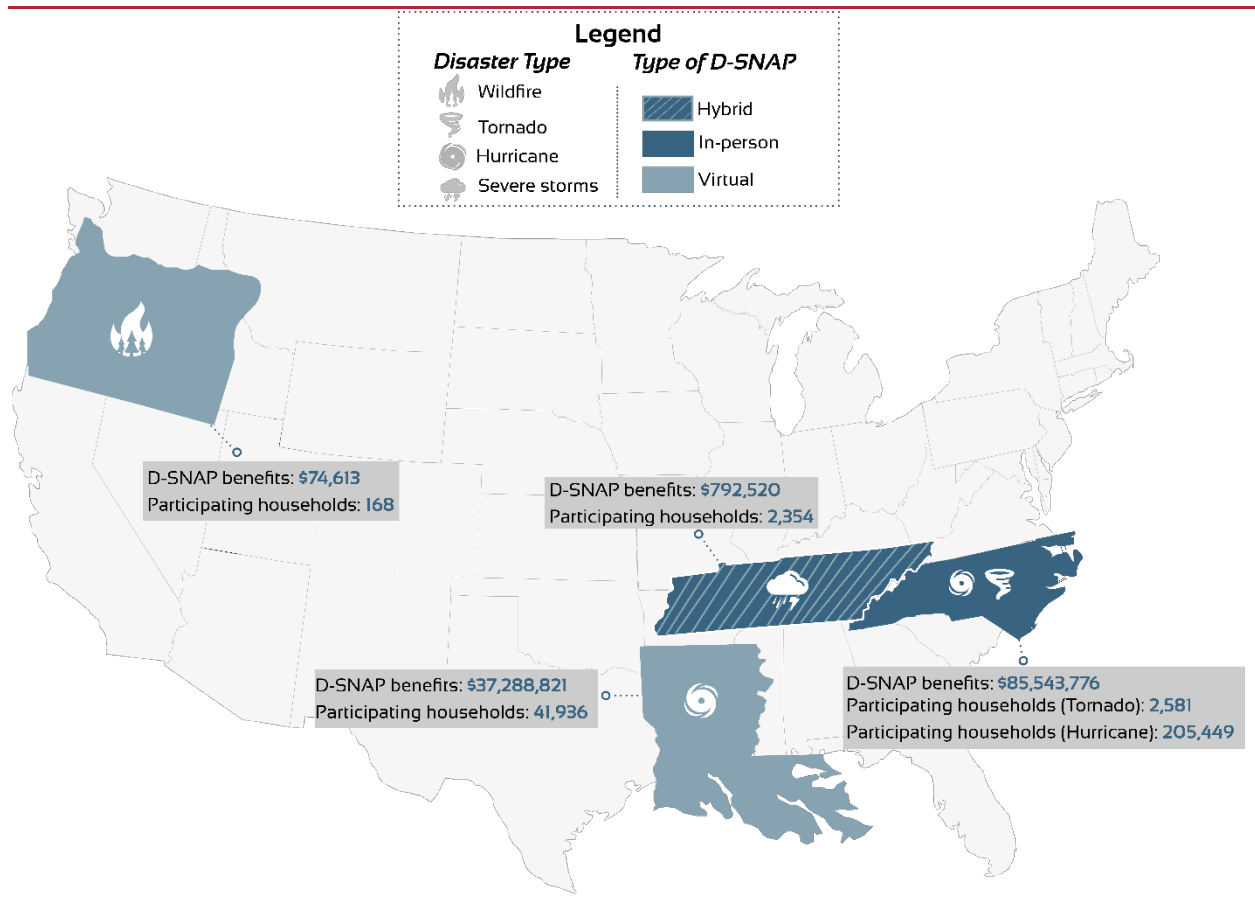 Legend
Disaster Type
Type of D-SNAP
Wildfire
Tornado
Hurricane
Severe storms
Hybrid
In-person
Virtual
D-SNAP benefits: $74,613
Participating households: 168
D-SNAP benefits: $792,520
Participating households: 2,354
D-SNAP benefits: $37,288,821
Participating households: 41,936
D-SNAP benefits: $85,543,776
Participating households (Tornado): 2,581
Participating households (Hurricane): 205,449